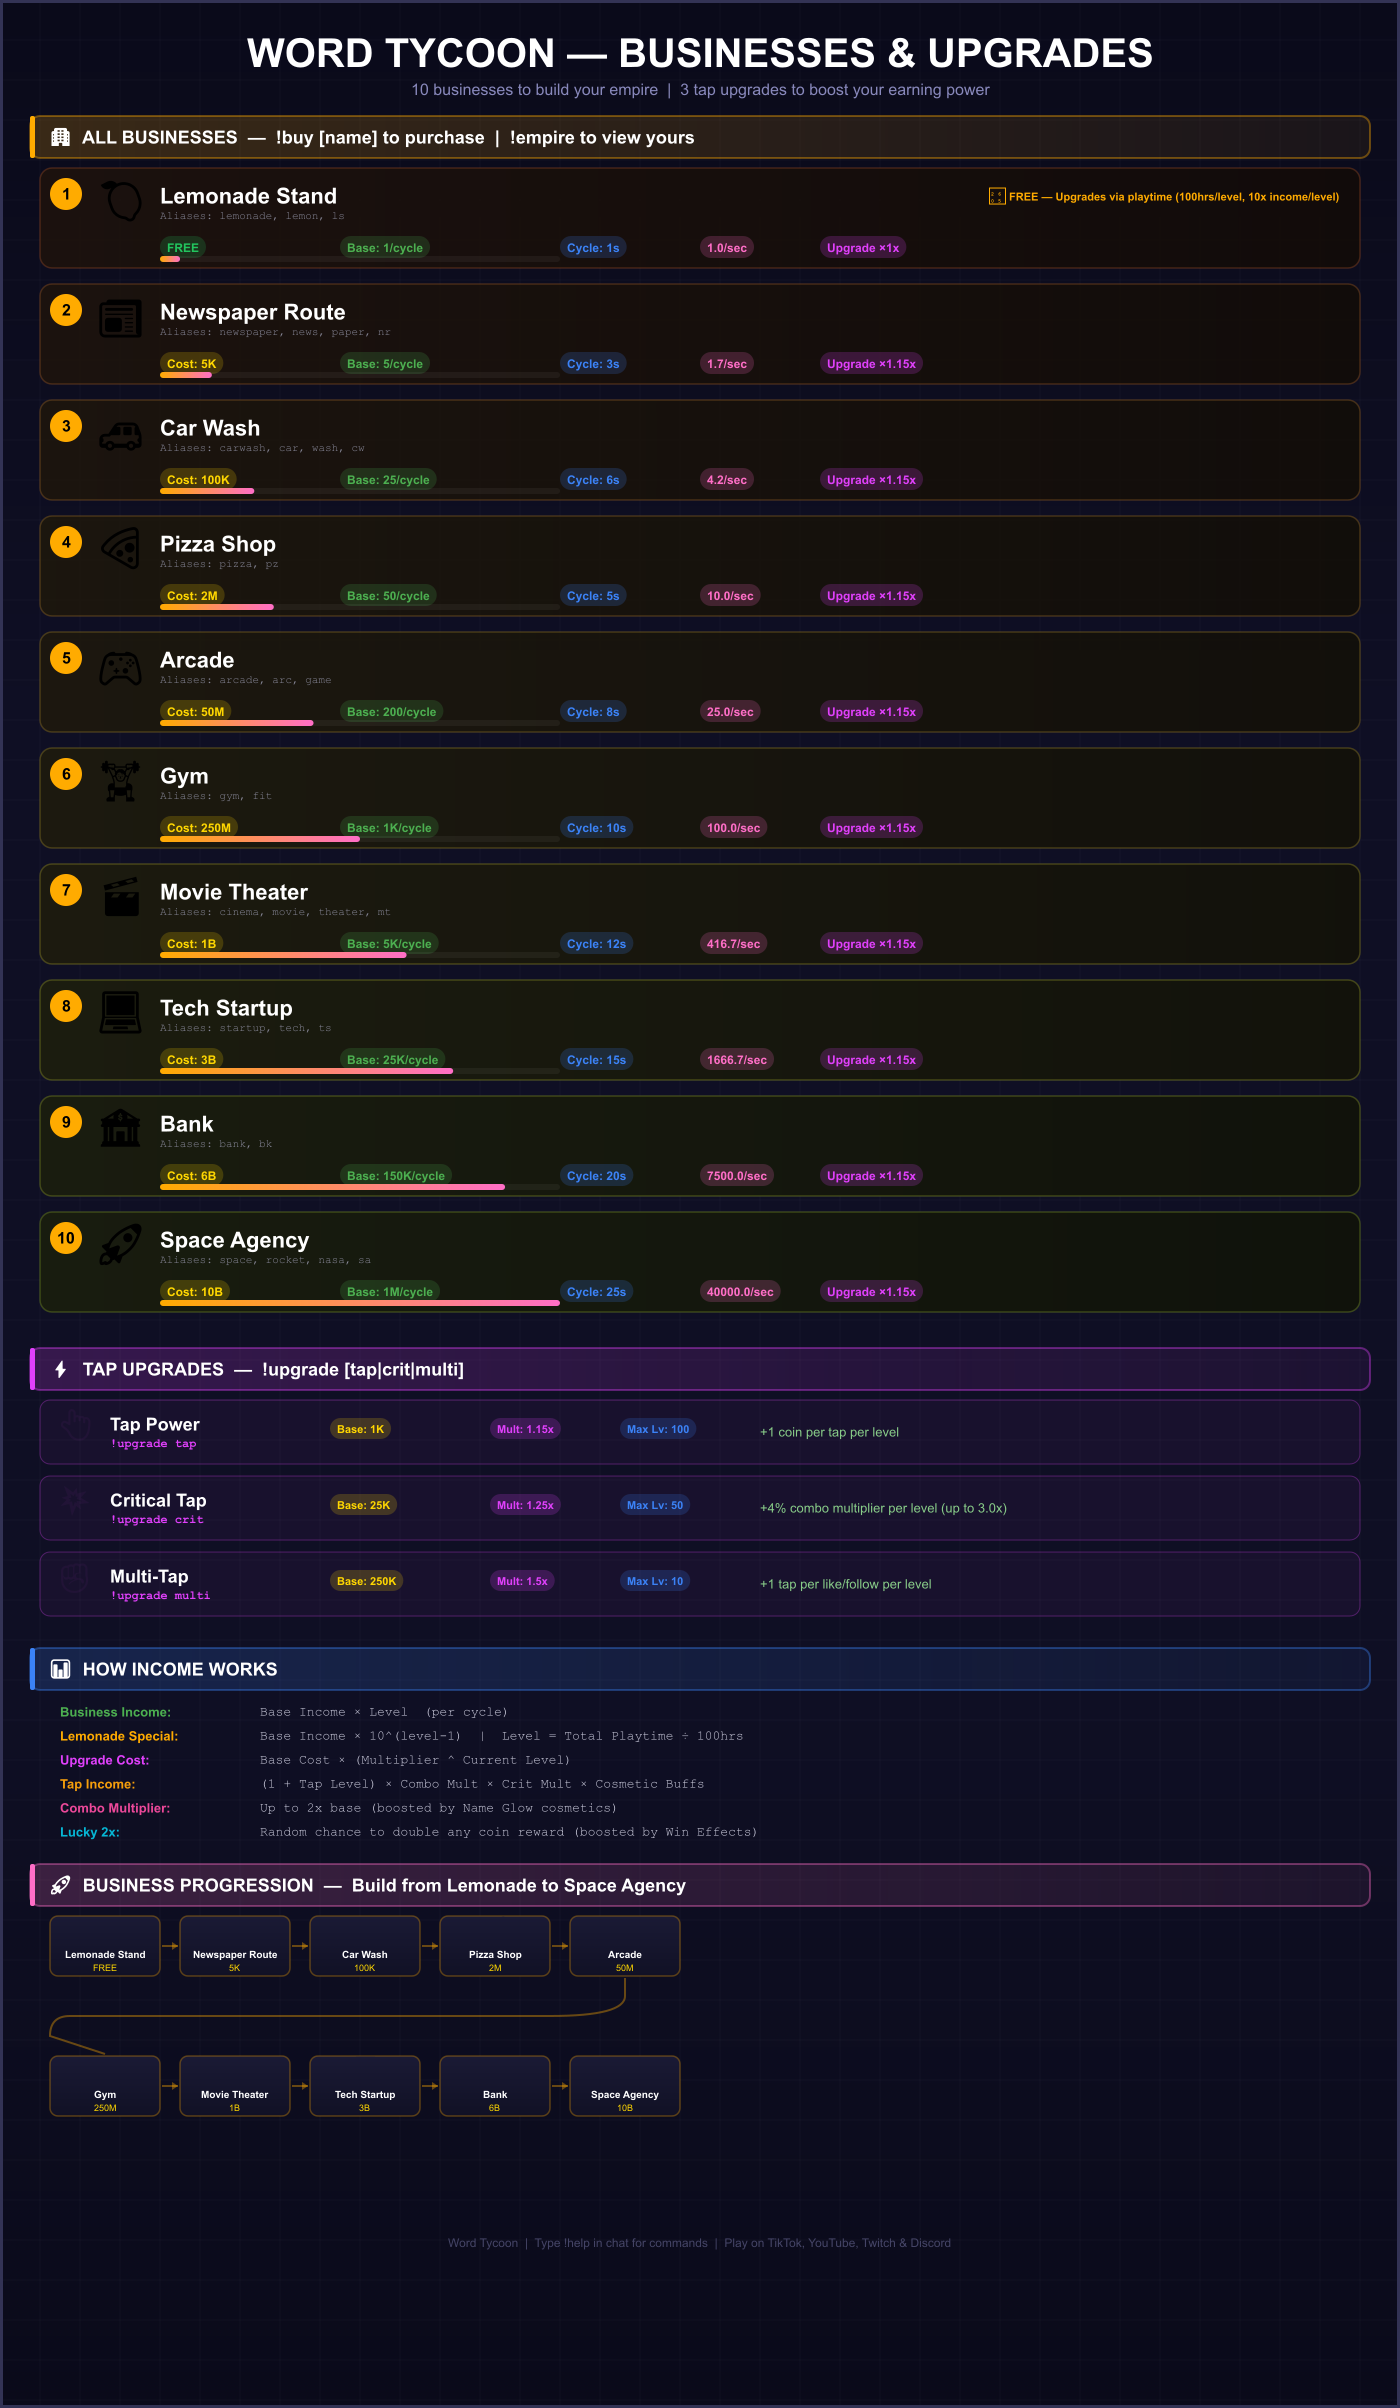 WORD TYCOON — BUSINESSES & UPGRADES
10 businesses to build your empire | 3 tap upgrades to boost your earning power
ALL BUSINESSES — !buy [name] to purchase | !empire to view yours
1
Lemonade Stand
FREE — Upgrades via playtime (100hrs/level, 10x income/level)
Aliases: lemonade, lemon, ls
FREE Base: 1/cycle Cycle: 1s 1.0/sec Upgrade ×1x
2
Newspaper Route
Aliases: newspaper, news, paper, nr
Cost: 5K Base: 5/cycle Cycle: 3s 1.7/sec Upgrade ×1.15x
3
Car Wash
Aliases: carwash, car, wash, cw
Cost: 100K Base: 25/cycle Cycle: 6s 4.2/sec Upgrade ×1.15x
4
Pizza Shop
Aliases: pizza, pz
Cost: 2M Base: 50/cycle Cycle: 5s 10.0/sec Upgrade ×1.15x
5
Arcade
Aliases: arcade, arc, game
Cost: 50M Base: 200/cycle Cycle: 8s 25.0/sec Upgrade ×1.15x
6
Gym
Aliases: gym, fit
Cost: 250M Base: 1K/cycle Cycle: 10s 100.0/sec Upgrade ×1.15x
7
Movie Theater
Aliases: cinema, movie, theater, mt
Cost: 1B Base: 5K/cycle Cycle: 12s 416.7/sec Upgrade ×1.15x
8
Tech Startup
Aliases: startup, tech, ts
Cost: 3B Base: 25K/cycle Cycle: 15s 1666.7/sec Upgrade ×1.15x
9
Bank
Aliases: bank, bk
Cost: 6B Base: 150K/cycle Cycle: 20s 7500.0/sec Upgrade ×1.15x
10
Space Agency
Aliases: space, rocket, nasa, sa
Cost: 10B Base: 1M/cycle Cycle: 25s 40000.0/sec Upgrade ×1.15x
TAP UPGRADES — !upgrade [tap|crit|multi]
Tap Power
!upgrade tap
Base: 1K Mult: 1.15x Max Lv: 100 +1 coin per tap per level
Critical Tap
!upgrade crit
Base: 25K Mult: 1.25x Max Lv: 50 +4% combo multiplier per level (up to 3.0x)
Multi-Tap
!upgrade multi
Base: 250K Mult: 1.5x Max Lv: 10 +1 tap per like/follow per level
HOW INCOME WORKS
Business Income: Base Income × Level (per cycle)
Lemonade Special: Base Income × 10^(level-1) | Level = Total Playtime ÷ 100hrs
Upgrade Cost: Base Cost × (Multiplier ^ Current Level)
Tap Income: (1 + Tap Level) × Combo Mult × Crit Mult × Cosmetic Buffs
Combo Multiplier: Up to 2x base (boosted by Name Glow cosmetics)
Lucky 2x: Random chance to double any coin reward (boosted by Win Effects)
BUSINESS PROGRESSION — Build from Lemonade to Space Agency
Lemonade Stand Newspaper Route Car Wash Pizza Shop Arcade
FREE 5K 100K 2M 50M
Gym Movie Theater Tech Startup Bank Space Agency
250M 1B 3B 6B 10B
Word Tycoon | Type !help in chat for commands | Play on TikTok, YouTube, Twitch & Discord